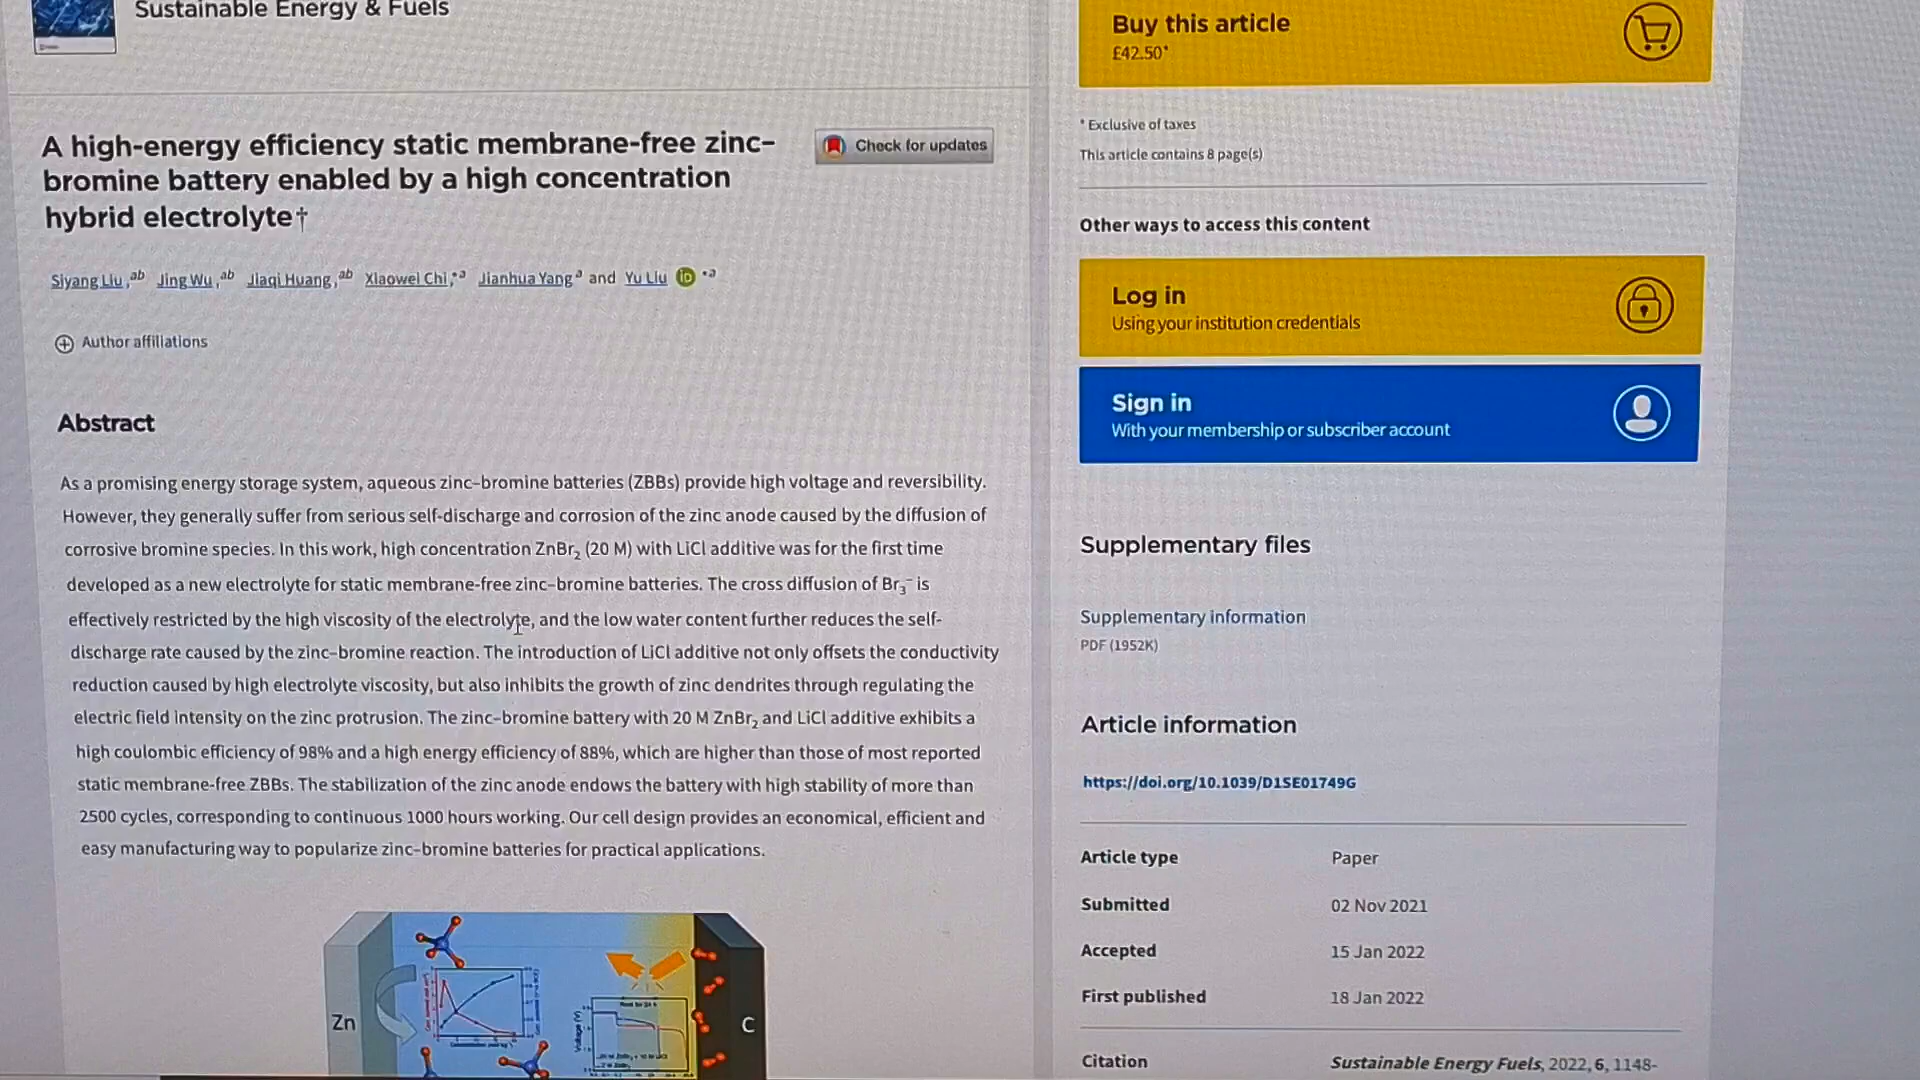 Sustainable Energy & Fuels
A high-energy efficiency static membrane-free zinc–
bromine battery enabled by a high concentration
hybrid electrolyte†
Check for updates
Siyang Liu,ab Jing Wu,ab Jiaqi Huang,ab Xiaowei Chi,*a Jianhua Yang a and Yu Liu iD *a
Author affiliations
Abstract
As a promising energy storage system, aqueous zinc–bromine batteries (ZBBs) provide high voltage and reversibility.
However, they generally suffer from serious self-discharge and corrosion of the zinc anode caused by the diffusion of
corrosive bromine species. In this work, high concentration ZnBr2 (20 M) with LiCl additive was for the first time
developed as a new electrolyte for static membrane-free zinc–bromine batteries. The cross diffusion of Br3− is
effectively restricted by the high viscosity of the electrolyte, and the low water content further reduces the self-
discharge rate caused by the zinc–bromine reaction. The introduction of LiCl additive not only offsets the conductivity
reduction caused by high electrolyte viscosity, but also inhibits the growth of zinc dendrites through regulating the
electric field intensity on the zinc protrusion. The zinc–bromine battery with 20 M ZnBr2 and LiCl additive exhibits a
high coulombic efficiency of 98% and a high energy efficiency of 88%, which are higher than those of most reported
static membrane-free ZBBs. The stabilization of the zinc anode endows the battery with high stability of more than
2500 cycles, corresponding to continuous 1000 hours working. Our cell design provides an economical, efficient and
easy manufacturing way to popularize zinc–bromine batteries for practical applications.
Zn
Voltage (V)
C
Buy this article
£42.50*
* Exclusive of taxes
This article contains 8 page(s)
Other ways to access this content
Log in
Using your institution credentials
Sign in
With your membership or subscriber account
Supplementary files
Supplementary information
PDF (1952K)
Article information
https://doi.org/10.1039/D1SE01749G
Article type Paper
Submitted 02 Nov 2021
Accepted 15 Jan 2022
First published 18 Jan 2022
Citation Sustainable Energy Fuels, 2022, 6, 1148-